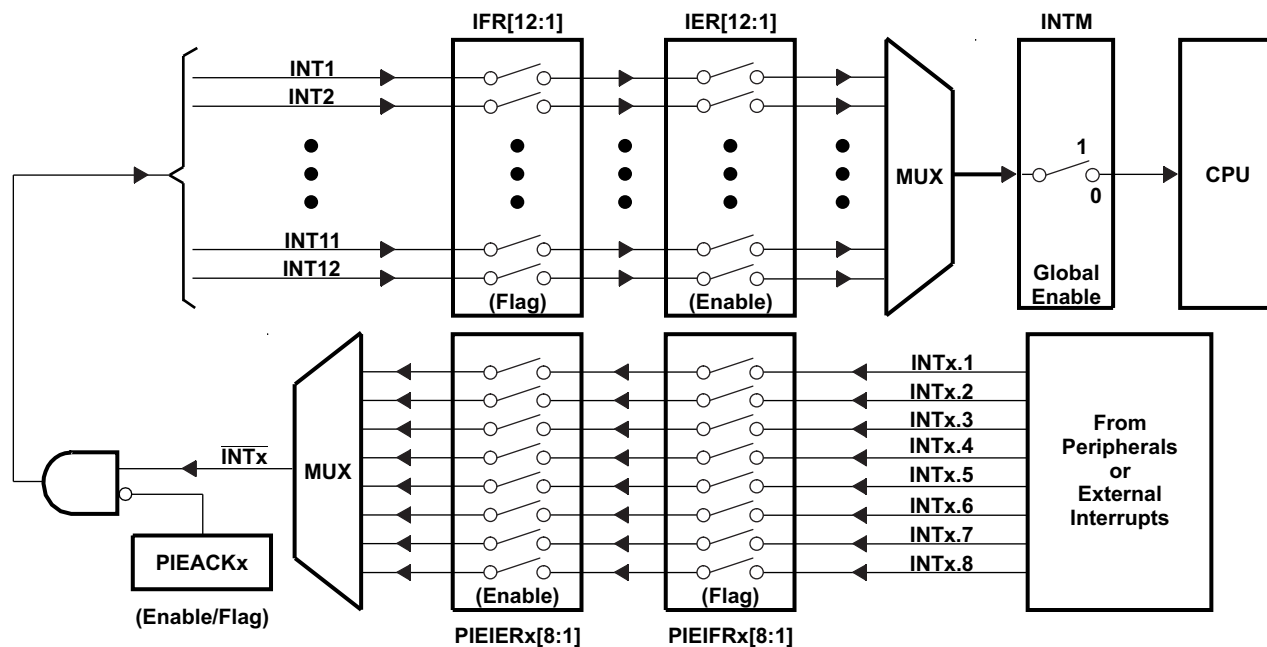 IFR[12:1]
IER[12:1]
INTM
INT1
INT2
1
MUX
CPU
0
INT11
INT12
(Flag)
(Enable)
Global
Enable
INTx.1
INTx.2
INTx.3
INTx.4
INTx.5
INTx.6
INTx.7
INTx.8
From
Peripherals
or
External
Interrupts
INTx
MUX
PIEACKx
(Enable/Flag)
(Enable)
(Flag)
PIEIERx[8:1]
PIEIFRx[8:1]